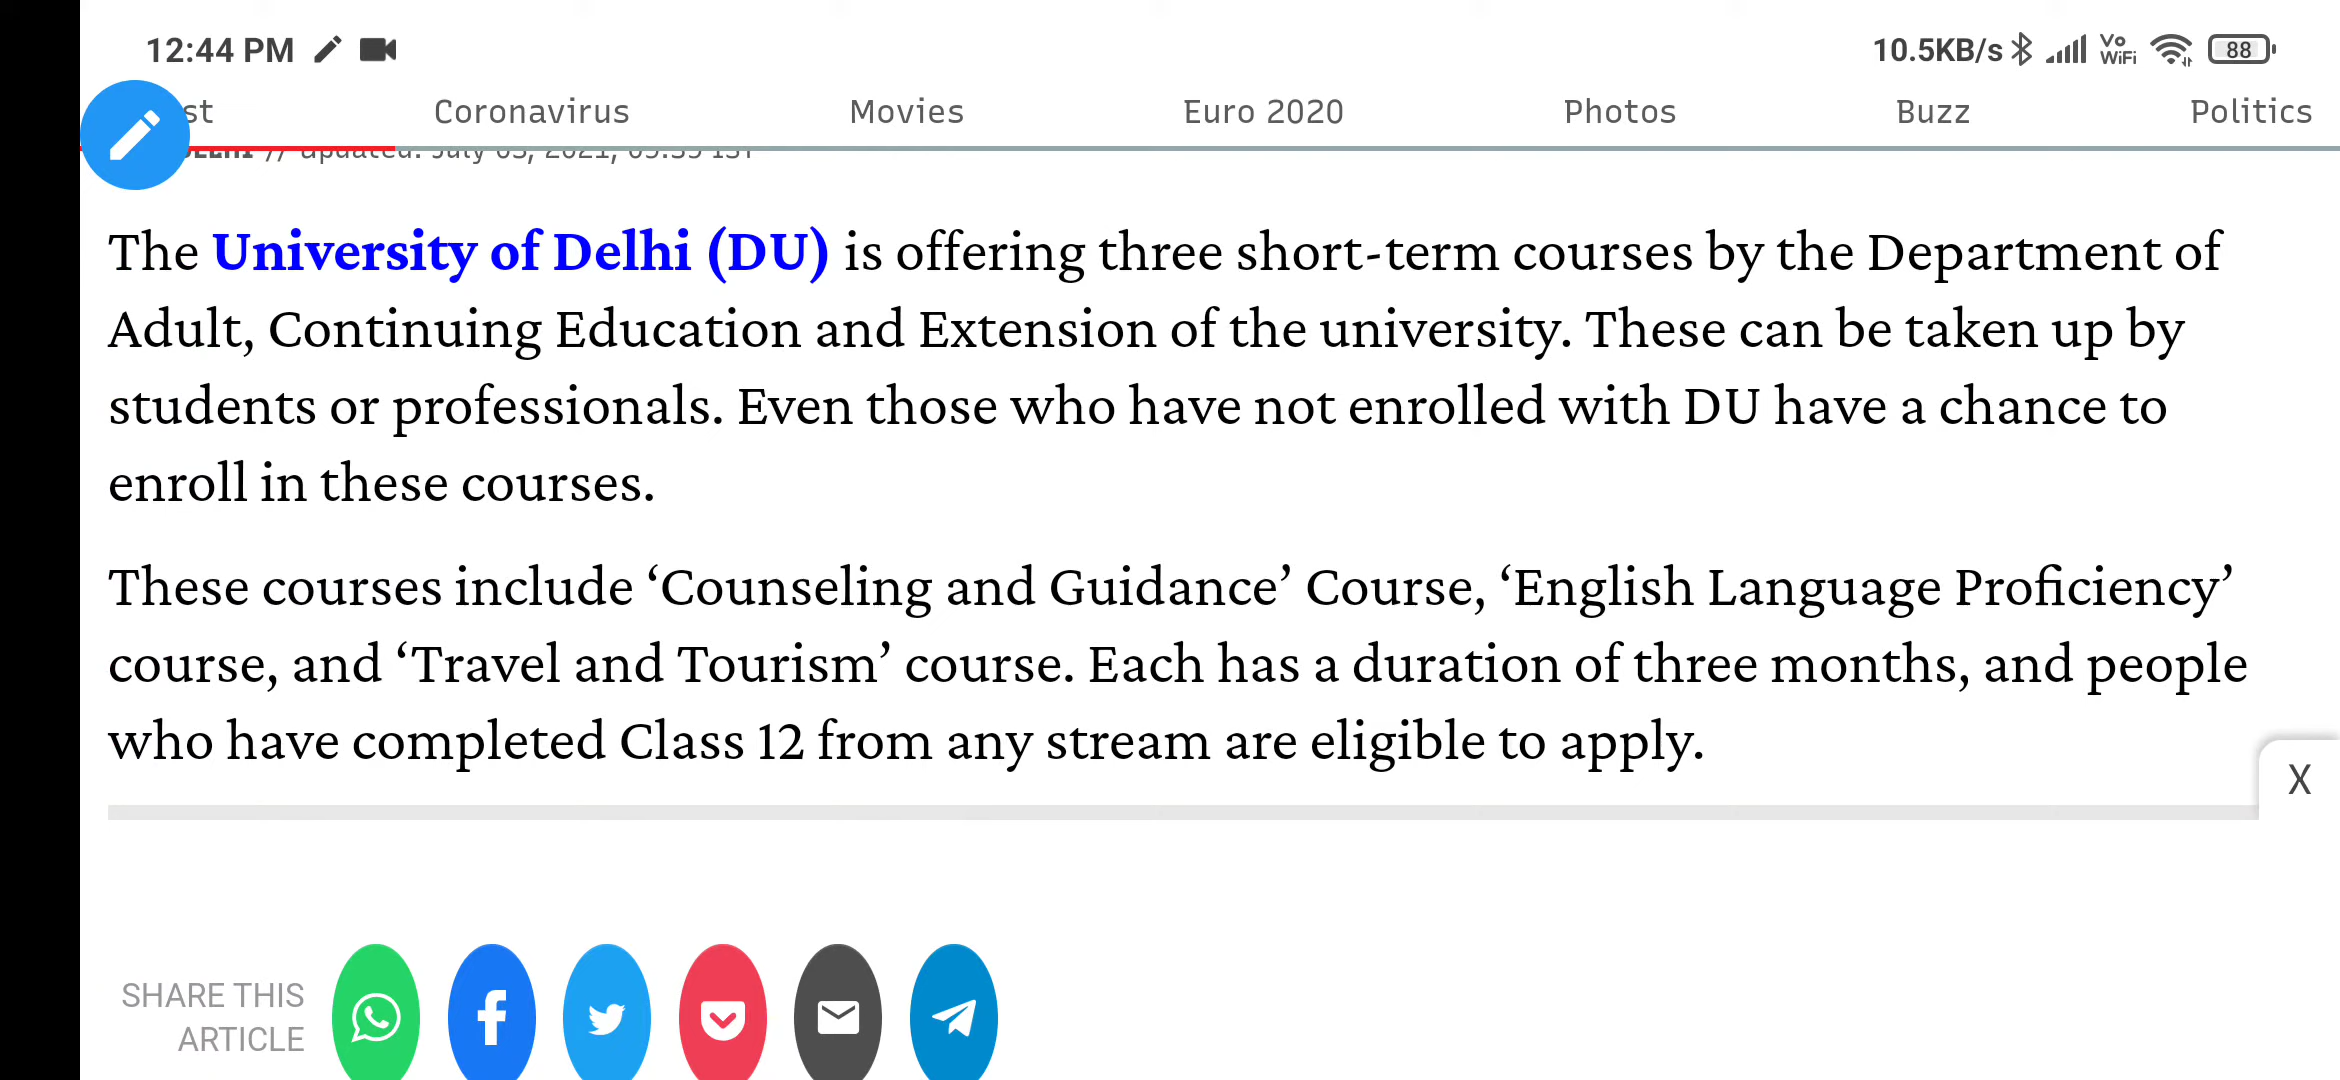 12:44 PM
10.5KB/s Vo WiFi 88
st Coronavirus Movies Euro 2020 Photos Buzz Politics
The University of Delhi (DU) is offering three short-term courses by the Department of
Adult, Continuing Education and Extension of the university. These can be taken up by
students or professionals. Even those who have not enrolled with DU have a chance to
enroll in these courses.
These courses include ‘Counseling and Guidance’ Course, ‘English Language Proficiency’
course, and ‘Travel and Tourism’ course. Each has a duration of three months, and people
who have completed Class 12 from any stream are eligible to apply.
X
SHARE THIS
ARTICLE